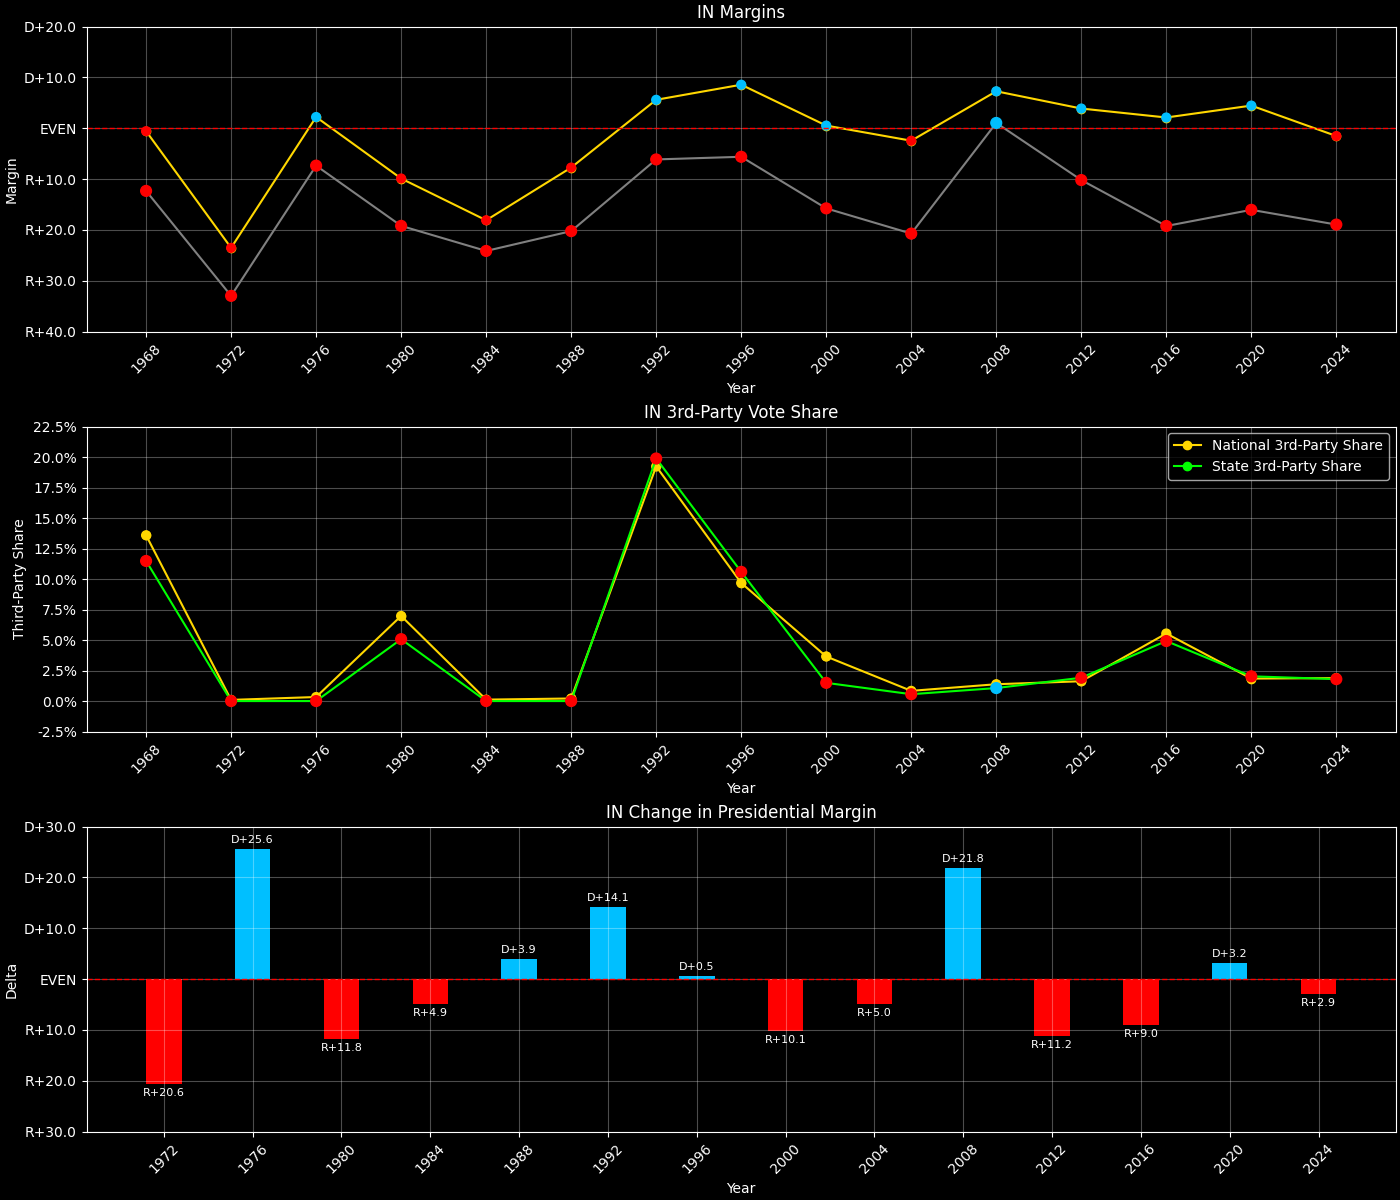 IN Margins
D+20.0
D+10.0
EVEN
R+10.0
R+20.0
R+30.0
R+40.0
Margin
1968 1972 1976 1980 1984 1988 1992 1996 2000 2004 2008 2012 2016 2020 2024
Year
IN 3rd-Party Vote Share
22.5%
20.0%
17.5%
15.0%
12.5%
10.0%
7.5%
5.0%
2.5%
0.0%
-2.5%
Third-Party Share
National 3rd-Party Share
State 3rd-Party Share
1968 1972 1976 1980 1984 1988 1992 1996 2000 2004 2008 2012 2016 2020 2024
Year
IN Change in Presidential Margin
D+30.0
D+20.0
D+10.0
EVEN
R+10.0
R+20.0
R+30.0
Delta
R+20.6
D+25.6
R+11.8
R+4.9
D+3.9
D+14.1
D+0.5
R+10.1
R+5.0
D+21.8
R+11.2
R+9.0
D+3.2
R+2.9
1972 1976 1980 1984 1988 1992 1996 2000 2004 2008 2012 2016 2020 2024
Year